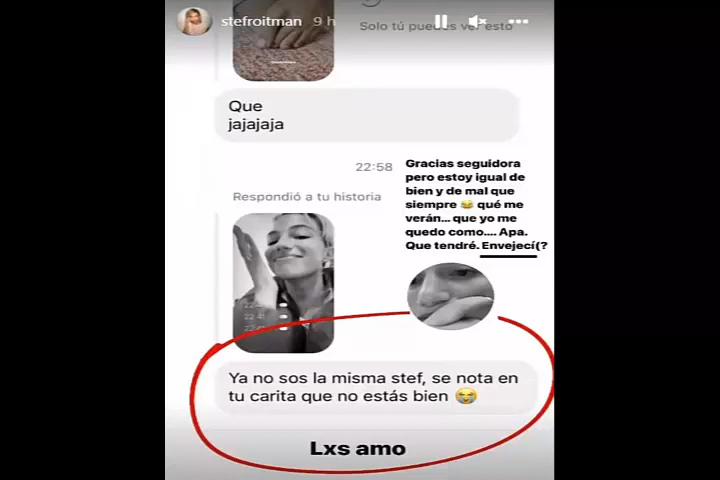 stefroitman 9 h
Solo tú puedes ver esto
Que
jajajaja
22:58
Gracias seguidora
pero estoy igual de
bien y de mal que
siempre 😂 qué me
verán... que yo me
quedo como.... Apa.
Que tendré. Envejecí(?
Respondió a tu historia
Ya no sos la misma stef, se nota en
tu carita que no estás bien 😭
Lxs amo